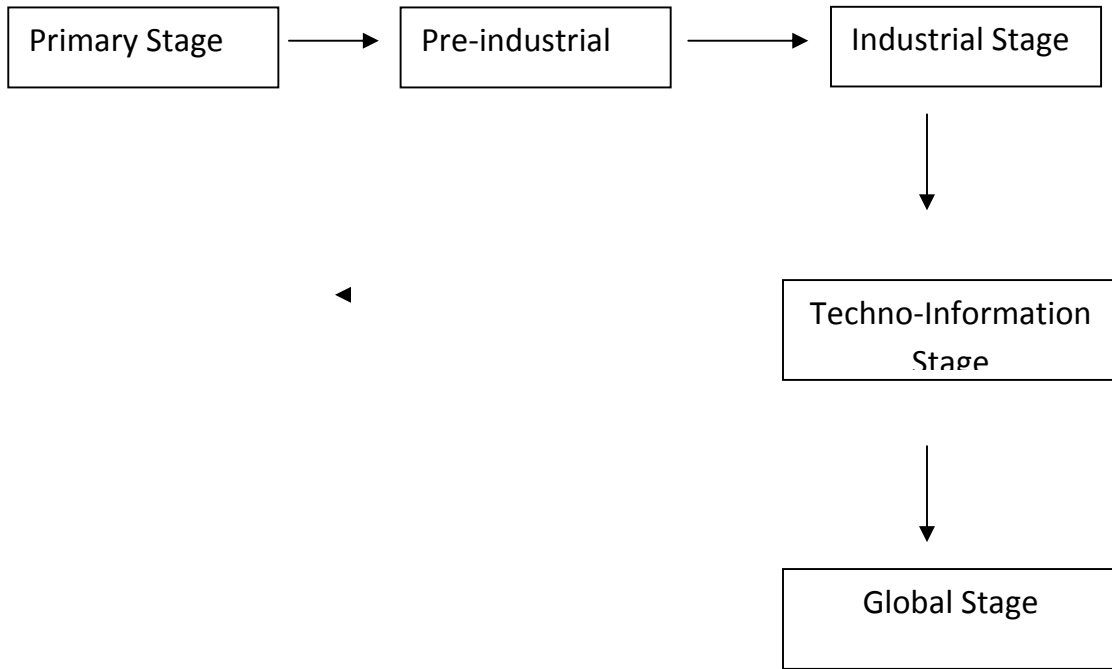 Primary Stage
Pre-industrial
Industrial Stage
Techno-Information
Stage
Global Stage